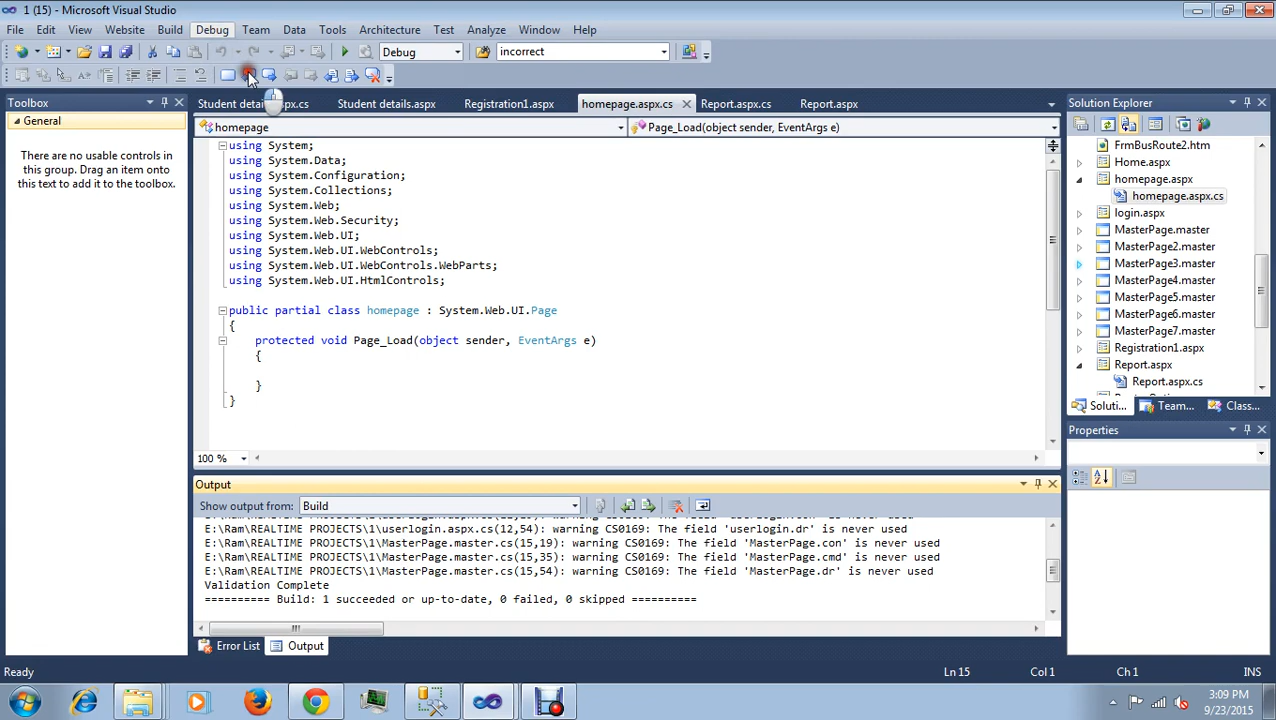 1 (15) - Microsoft Visual Studio
File Edit View Website Build Debug Team Data Tools Architecture Test Analyze Window Help
Debug incorrect
Toolbox
General
There are no usable controls in
this group. Drag an item onto
this text to add it to the toolbox.
Student details.aspx Registration1.aspx homepage.aspx.cs Report.aspx.cs Report.aspx
homepage Page_Load(object sender, EventArgs e)
using System;
using System.Data;
using System.Configuration;
using System.Collections;
using System.Web;
using System.Web.Security;
using System.Web.UI;
using System.Web.UI.WebControls;
using System.Web.UI.WebControls.WebParts;
using System.Web.UI.HtmlControls;
public partial class homepage : System.Web.UI.Page
{
protected void Page_Load(object sender, EventArgs e)
{
}
}
100 %
Output
Show output from: Build
E:\Ram\REALTIME PROJECTS\1\userlogin.aspx.cs(12,54): warning CS0169: The field 'userlogin.dr' is never used
E:\Ram\REALTIME PROJECTS\1\MasterPage.master.cs(15,19): warning CS0169: The field 'MasterPage.con' is never used
E:\Ram\REALTIME PROJECTS\1\MasterPage.master.cs(15,35): warning CS0169: The field 'MasterPage.cmd' is never used
E:\Ram\REALTIME PROJECTS\1\MasterPage.master.cs(15,54): warning CS0169: The field 'MasterPage.dr' is never used
Validation Complete
========== Build: 1 succeeded or up-to-date, 0 failed, 0 skipped ==========
Error List Output
Solution Explorer
FrmBusRoute2.htm
Home.aspx
homepage.aspx
homepage.aspx.cs
login.aspx
MasterPage.master
MasterPage2.master
MasterPage3.master
MasterPage4.master
MasterPage5.master
MasterPage6.master
MasterPage7.master
Registration1.aspx
Report.aspx
Report.aspx.cs
Soluti... Team... Class...
Properties
Ready Ln 15 Col 1 Ch 1 INS
3:09 PM
9/23/2015